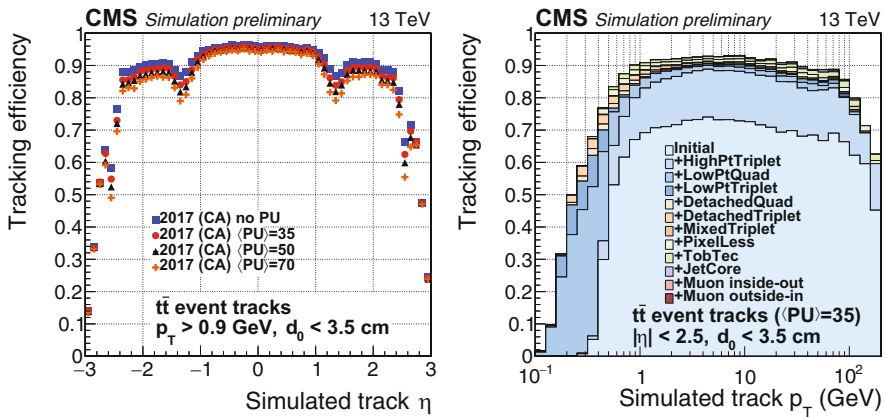 CMS Simulation preliminary 13 TeV
Tracking efficiency
1
0.9
0.8
0.7
0.6
0.5
0.4
0.3
0.2
0.1
0
2017 (CA) no PU
2017 (CA) ⟨PU⟩=35
2017 (CA) ⟨PU⟩=50
2017 (CA) ⟨PU⟩=70
tt̄ event tracks
p_T > 0.9 GeV, d_0 < 3.5 cm
−3 −2 −1 0 1 2 3
Simulated track η
CMS Simulation preliminary 13 TeV
Tracking efficiency
1
0.9
0.8
0.7
0.6
0.5
0.4
0.3
0.2
0.1
0
Initial
+HighPtTriplet
+LowPtQuad
+LowPtTriplet
+DetachedQuad
+DetachedTriplet
+MixedTriplet
+PixelLess
+TobTec
+JetCore
+Muon inside-out
+Muon outside-in
tt̄ event tracks (⟨PU⟩=35)
|η| < 2.5, d_0 < 3.5 cm
10^−1 1 10 10^2
Simulated track p_T (GeV)